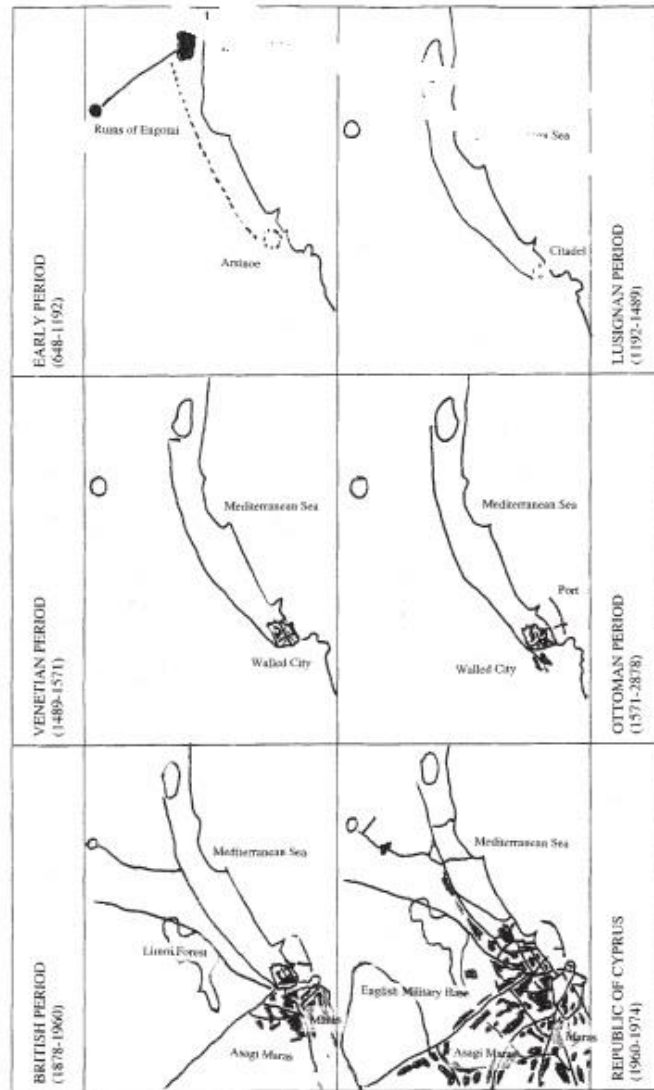 EARLY PERIOD
(648-1192)
Ruins of
Arsinoe
LUSIGNAN PERIOD
(1192-1489)
Sea
Citadel
VENETIAN PERIOD
(1489-1571)
Mediterranean Sea
Walled City
OTTOMAN PERIOD
(1571-2878)
Mediterranean Sea
Port
Walled City
BRITISH PERIOD
(1878-1960)
Mediterranean Sea
Limni Forest
Maras
Asagi Maras
REPUBLIC OF CYPRUS
(1960-1974)
Mediterranean Sea
English Military Base
Maras
Asagi Maras